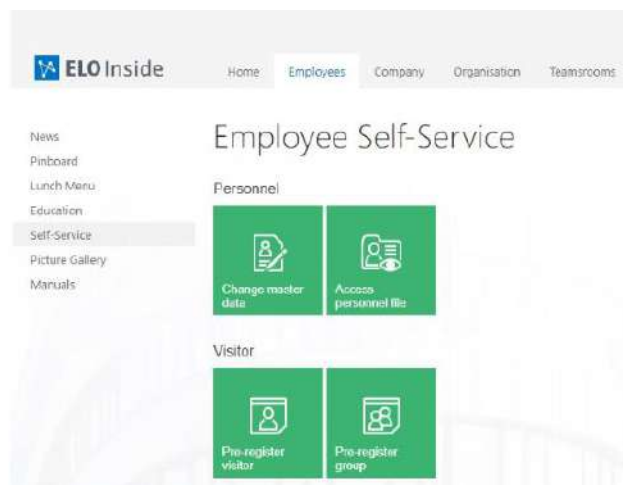 ELO Inside
Home Employees Company Organisation Teamsrooms
News
Pinboard
Lunch Menu
Education
Self-Service
Picture Gallery
Manuals
Employee Self-Service
Personnel
Change master
data
Access
personnel file
Visitor
Pre-register
visitor
Pre-register
group